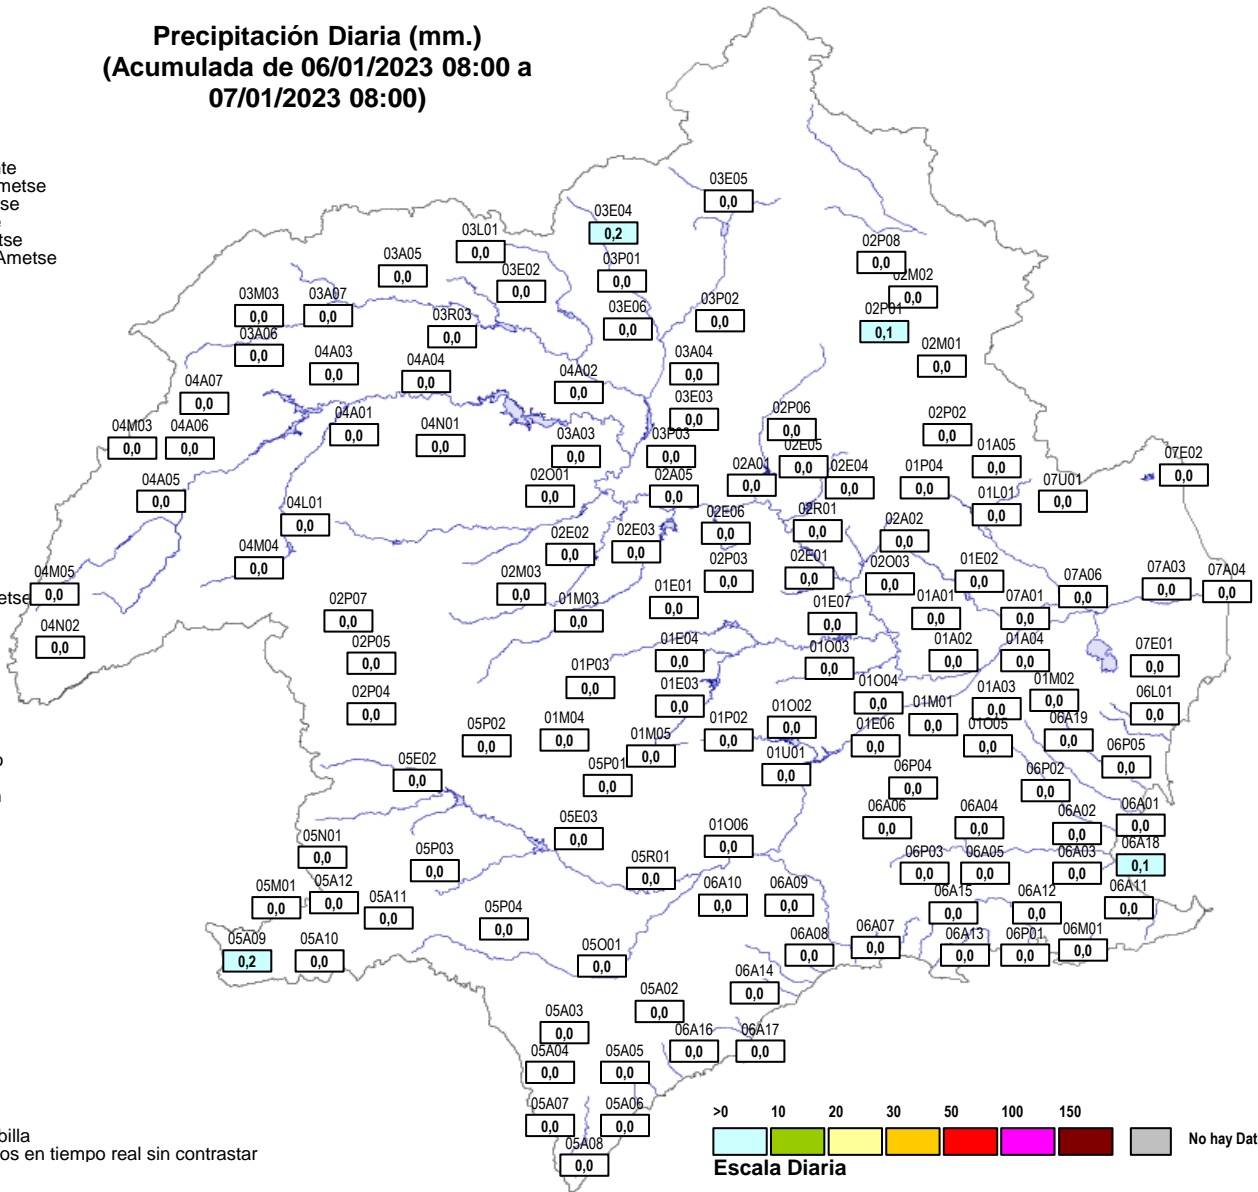 Precipitación Diaria (mm.)
(Acumulada de 06/01/2023 08:00 a
07/01/2023 08:00)
03E05
0,0
03E04
0,2
03L01
0,0
03A05
0,0
03E02
0,0
03P01
0,0
02P08
0,0
02M02
0,0
03M03
0,0
03A07
0,0
03R03
0,0
03E06
0,0
03P02
0,0
02P01
0,1
03A06
0,0
04A03
0,0
04A04
0,0
04A02
0,0
03A04
0,0
02M01
0,0
04A07
0,0
03E03
0,0
04M03
0,0
04A06
0,0
04A01
0,0
04N01
0,0
03A03
0,0
03P03
0,0
02P06
0,0
02P02
0,0
02E05
0,0
01A05
0,0
07E02
0,0
04A05
0,0
02O01
0,0
02A05
0,0
02A01
0,0
02E04
0,0
01P04
0,0
07U01
0,0
01L01
0,0
04L01
0,0
02E06
0,0
02R01
0,0
02A02
0,0
04M04
0,0
02E02
0,0
02E03
0,0
04M05
0,0
02M03
0,0
02P03
0,0
02E01
0,0
02O03
0,0
01E02
0,0
07A06
0,0
07A03
0,0
07A04
0,0
02P07
0,0
01M03
0,0
01E01
0,0
01E07
0,0
01A01
0,0
07A01
0,0
04N02
0,0
02P05
0,0
01E04
0,0
01O03
0,0
01A02
0,0
01A04
0,0
07E01
0,0
01P03
0,0
01E03
0,0
01O04
0,0
01A03
0,0
01M02
0,0
06L01
0,0
02P04
0,0
05P02
0,0
01M04
0,0
01M05
0,0
01P02
0,0
01O02
0,0
01E06
0,0
01M01
0,0
01O05
0,0
06A19
0,0
06P05
0,0
05E02
0,0
05P01
0,0
01U01
0,0
06P04
0,0
06P02
0,0
05E03
0,0
01O06
0,0
06A06
0,0
06A04
0,0
06A02
0,0
06A01
0,0
05N01
0,0
05P03
0,0
05R01
0,0
06P03
0,0
06A05
0,0
06A03
0,0
06A18
0,1
05M01
0,0
05A12
0,0
05A11
0,0
05P04
0,0
06A10
0,0
06A09
0,0
06A15
0,0
06A12
0,0
06A11
0,0
05A09
0,2
05A10
0,0
05O01
0,0
06A08
0,0
06A07
0,0
06A13
0,0
06P01
0,0
06M01
0,0
05A02
0,0
06A14
0,0
05A03
0,0
06A16
0,0
06A17
0,0
05A04
0,0
05A05
0,0
05A07
0,0
05A06
0,0
05A08
0,0
>0 10 20 30 50 100 150
No hay Dat
Escala Diaria
te
metse
se
tse
Ametse
etse
billa
os en tiempo real sin contrastar